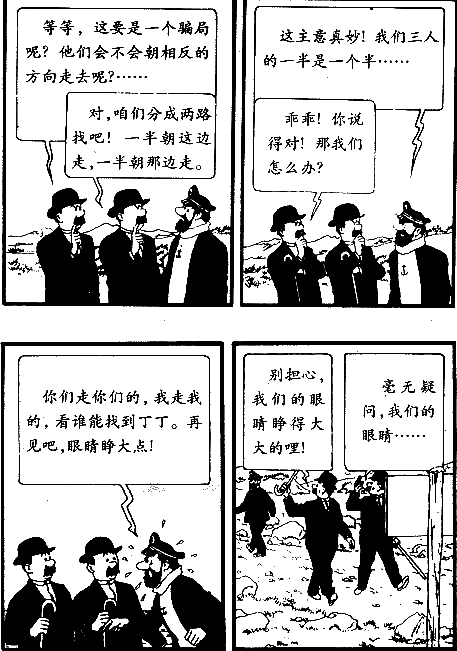 等等，这要是一个骗局
呢？他们会不会朝相反的
方向走去呢？……
对，咱们分成两路
找吧！一半朝这边
走，一半朝那边走。
这主意真妙！我们三人
的一半是一个半……
乖乖！你说
得对！那我们
怎么办？
你们走你们的，我走我
的，看谁能找到丁丁。再
见吧，眼睛睁大点！
别担心，
我们的眼
睛睁得大
大的哩！
毫无疑
问，我们的
眼睛……